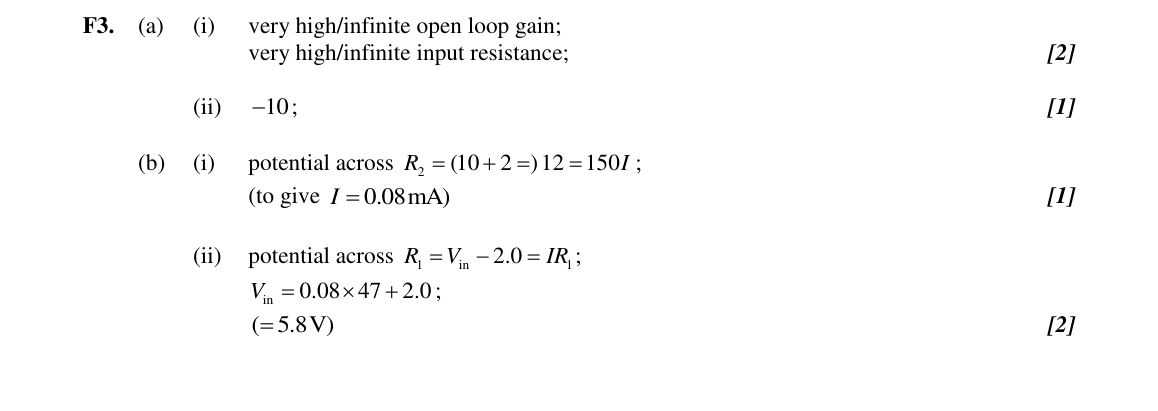 F3. (a) (i) very high/infinite open loop gain;
very high/infinite input resistance; [2]
(ii) −10; [1]
(b) (i) potential across R₂ = (10 + 2 =) 12 = 150I ;
(to give I = 0.08 mA) [1]
(ii) potential across R₁ = Vᵢₙ − 2.0 = IR₁ ;
Vᵢₙ = 0.08 × 47 + 2.0 ;
(= 5.8 V) [2]